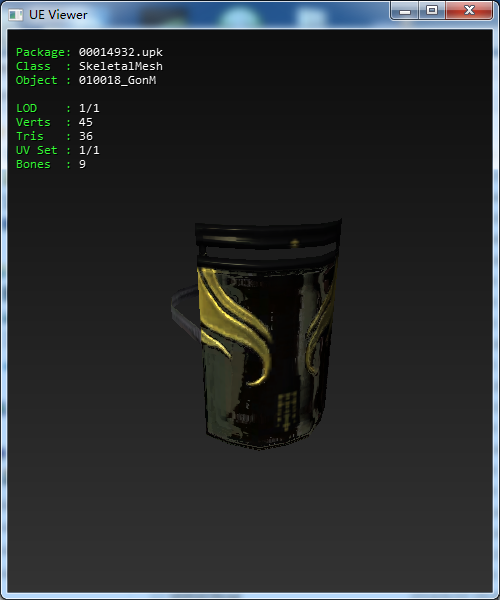 UE Viewer
Package: 00014932.upk
Class : SkeletalMesh
Object : 010018_GonM
LOD : 1/1
Verts : 45
Tris : 36
UV Set : 1/1
Bones : 9